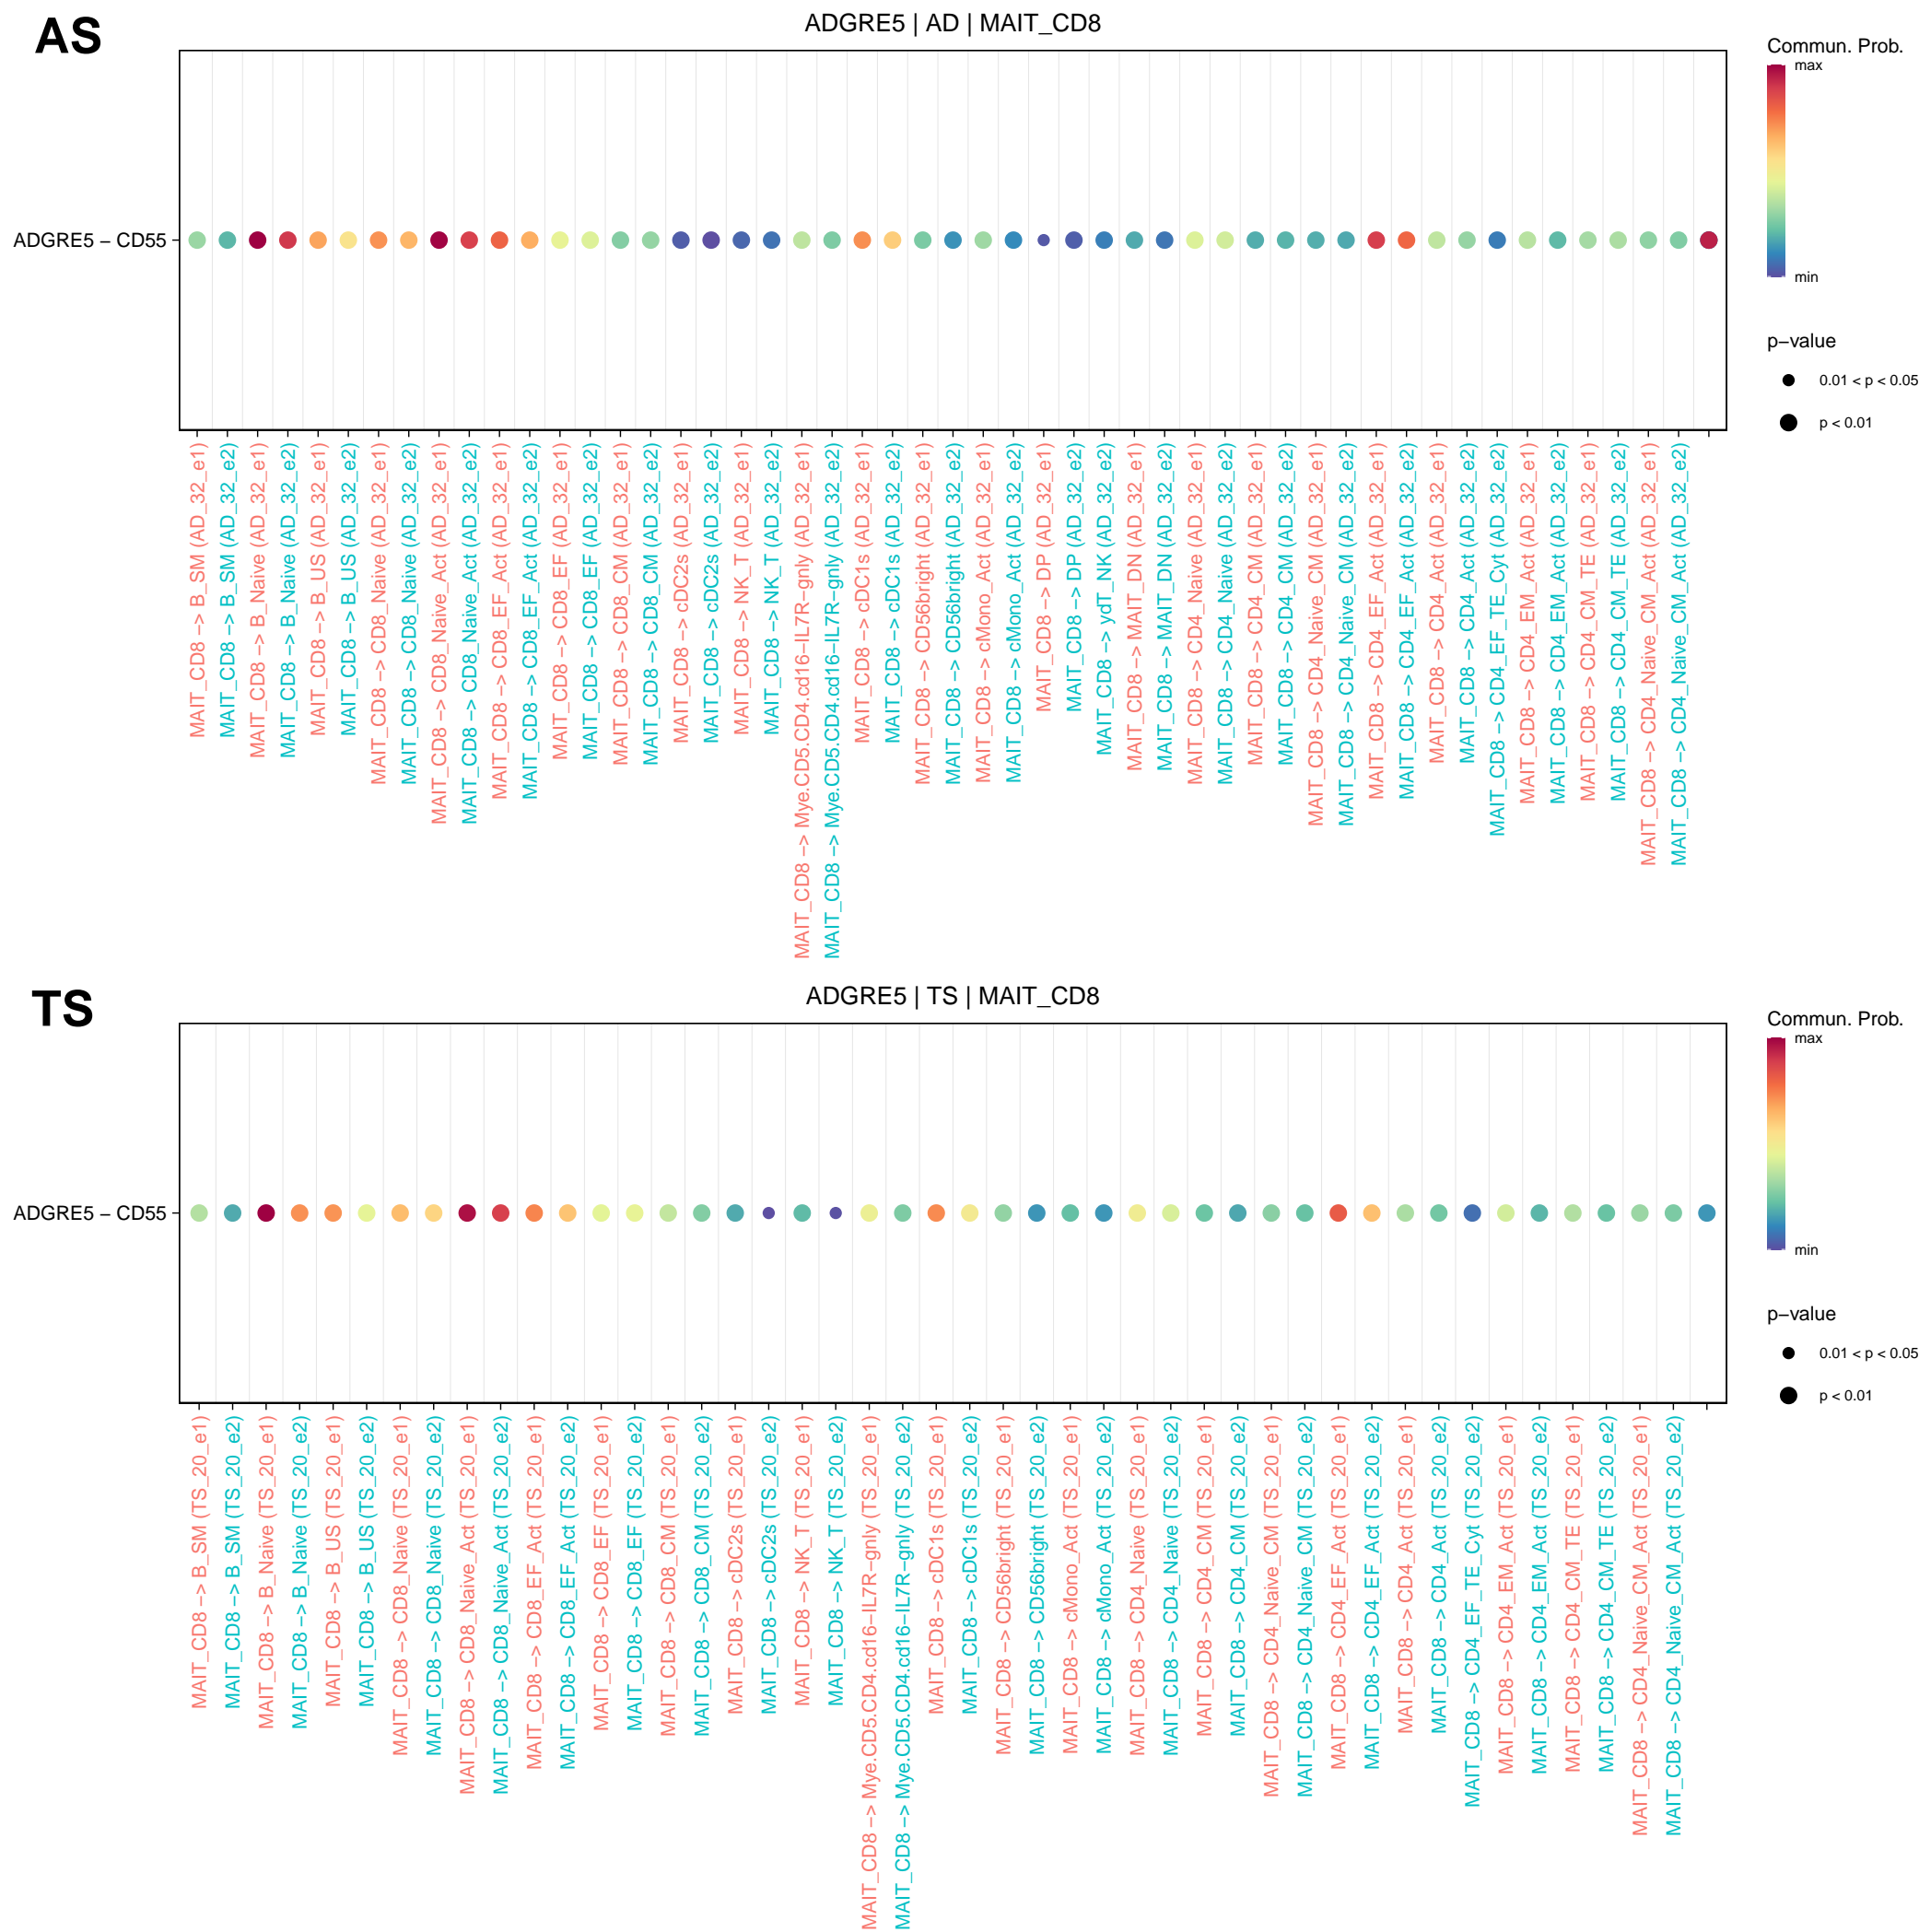 AS
ADGRE5 | AD | MAIT_CD8
ADGRE5 − CD55
MAIT_CD8 −> B_SM (AD_32_e1)
MAIT_CD8 −> B_SM (AD_32_e2)
MAIT_CD8 −> B_Naive (AD_32_e1)
MAIT_CD8 −> B_Naive (AD_32_e2)
MAIT_CD8 −> B_US (AD_32_e1)
MAIT_CD8 −> B_US (AD_32_e2)
MAIT_CD8 −> CD8_Naive (AD_32_e1)
MAIT_CD8 −> CD8_Naive (AD_32_e2)
MAIT_CD8 −> CD8_Naive_Act (AD_32_e1)
MAIT_CD8 −> CD8_Naive_Act (AD_32_e2)
MAIT_CD8 −> CD8_EF_Act (AD_32_e1)
MAIT_CD8 −> CD8_EF_Act (AD_32_e2)
MAIT_CD8 −> CD8_EF (AD_32_e1)
MAIT_CD8 −> CD8_EF (AD_32_e2)
MAIT_CD8 −> CD8_CM (AD_32_e1)
MAIT_CD8 −> CD8_CM (AD_32_e2)
MAIT_CD8 −> cDC2s (AD_32_e1)
MAIT_CD8 −> cDC2s (AD_32_e2)
MAIT_CD8 −> NK_T (AD_32_e1)
MAIT_CD8 −> NK_T (AD_32_e2)
MAIT_CD8 −> Mye.CD5.CD4.cd16−IL7R−gnly (AD_32_e1)
MAIT_CD8 −> Mye.CD5.CD4.cd16−IL7R−gnly (AD_32_e2)
MAIT_CD8 −> cDC1s (AD_32_e1)
MAIT_CD8 −> cDC1s (AD_32_e2)
MAIT_CD8 −> CD56bright (AD_32_e1)
MAIT_CD8 −> CD56bright (AD_32_e2)
MAIT_CD8 −> cMono_Act (AD_32_e1)
MAIT_CD8 −> cMono_Act (AD_32_e2)
MAIT_CD8 −> DP (AD_32_e1)
MAIT_CD8 −> DP (AD_32_e2)
MAIT_CD8 −> ydT_NK (AD_32_e2)
MAIT_CD8 −> MAIT_DN (AD_32_e1)
MAIT_CD8 −> MAIT_DN (AD_32_e2)
MAIT_CD8 −> CD4_Naive (AD_32_e1)
MAIT_CD8 −> CD4_Naive (AD_32_e2)
MAIT_CD8 −> CD4_CM (AD_32_e1)
MAIT_CD8 −> CD4_CM (AD_32_e2)
MAIT_CD8 −> CD4_Naive_CM (AD_32_e1)
MAIT_CD8 −> CD4_Naive_CM (AD_32_e2)
MAIT_CD8 −> CD4_EF_Act (AD_32_e1)
MAIT_CD8 −> CD4_EF_Act (AD_32_e2)
MAIT_CD8 −> CD4_Act (AD_32_e1)
MAIT_CD8 −> CD4_Act (AD_32_e2)
MAIT_CD8 −> CD4_EF_TE_Cyt (AD_32_e2)
MAIT_CD8 −> CD4_EM_Act (AD_32_e1)
MAIT_CD8 −> CD4_EM_Act (AD_32_e2)
MAIT_CD8 −> CD4_CM_TE (AD_32_e1)
MAIT_CD8 −> CD4_CM_TE (AD_32_e2)
MAIT_CD8 −> CD4_Naive_CM_Act (AD_32_e1)
MAIT_CD8 −> CD4_Naive_CM_Act (AD_32_e2)
Commun. Prob.
max
min
p−value
0.01 < p < 0.05
p < 0.01
TS
ADGRE5 | TS | MAIT_CD8
ADGRE5 − CD55
MAIT_CD8 −> B_SM (TS_20_e1)
MAIT_CD8 −> B_SM (TS_20_e2)
MAIT_CD8 −> B_Naive (TS_20_e1)
MAIT_CD8 −> B_Naive (TS_20_e2)
MAIT_CD8 −> B_US (TS_20_e1)
MAIT_CD8 −> B_US (TS_20_e2)
MAIT_CD8 −> CD8_Naive (TS_20_e1)
MAIT_CD8 −> CD8_Naive (TS_20_e2)
MAIT_CD8 −> CD8_Naive_Act (TS_20_e1)
MAIT_CD8 −> CD8_Naive_Act (TS_20_e2)
MAIT_CD8 −> CD8_EF_Act (TS_20_e1)
MAIT_CD8 −> CD8_EF_Act (TS_20_e2)
MAIT_CD8 −> CD8_EF (TS_20_e1)
MAIT_CD8 −> CD8_EF (TS_20_e2)
MAIT_CD8 −> CD8_CM (TS_20_e1)
MAIT_CD8 −> CD8_CM (TS_20_e2)
MAIT_CD8 −> cDC2s (TS_20_e1)
MAIT_CD8 −> cDC2s (TS_20_e2)
MAIT_CD8 −> NK_T (TS_20_e1)
MAIT_CD8 −> NK_T (TS_20_e2)
MAIT_CD8 −> Mye.CD5.CD4.cd16−IL7R−gnly (TS_20_e1)
MAIT_CD8 −> Mye.CD5.CD4.cd16−IL7R−gnly (TS_20_e2)
MAIT_CD8 −> cDC1s (TS_20_e1)
MAIT_CD8 −> cDC1s (TS_20_e2)
MAIT_CD8 −> CD56bright (TS_20_e1)
MAIT_CD8 −> CD56bright (TS_20_e2)
MAIT_CD8 −> cMono_Act (TS_20_e1)
MAIT_CD8 −> cMono_Act (TS_20_e2)
MAIT_CD8 −> CD4_Naive (TS_20_e1)
MAIT_CD8 −> CD4_Naive (TS_20_e2)
MAIT_CD8 −> CD4_CM (TS_20_e1)
MAIT_CD8 −> CD4_CM (TS_20_e2)
MAIT_CD8 −> CD4_Naive_CM (TS_20_e1)
MAIT_CD8 −> CD4_Naive_CM (TS_20_e2)
MAIT_CD8 −> CD4_EF_Act (TS_20_e1)
MAIT_CD8 −> CD4_EF_Act (TS_20_e2)
MAIT_CD8 −> CD4_Act (TS_20_e1)
MAIT_CD8 −> CD4_Act (TS_20_e2)
MAIT_CD8 −> CD4_EF_TE_Cyt (TS_20_e2)
MAIT_CD8 −> CD4_EM_Act (TS_20_e1)
MAIT_CD8 −> CD4_EM_Act (TS_20_e2)
MAIT_CD8 −> CD4_CM_TE (TS_20_e1)
MAIT_CD8 −> CD4_CM_TE (TS_20_e2)
MAIT_CD8 −> CD4_Naive_CM_Act (TS_20_e1)
MAIT_CD8 −> CD4_Naive_CM_Act (TS_20_e2)
Commun. Prob.
max
min
p−value
0.01 < p < 0.05
p < 0.01